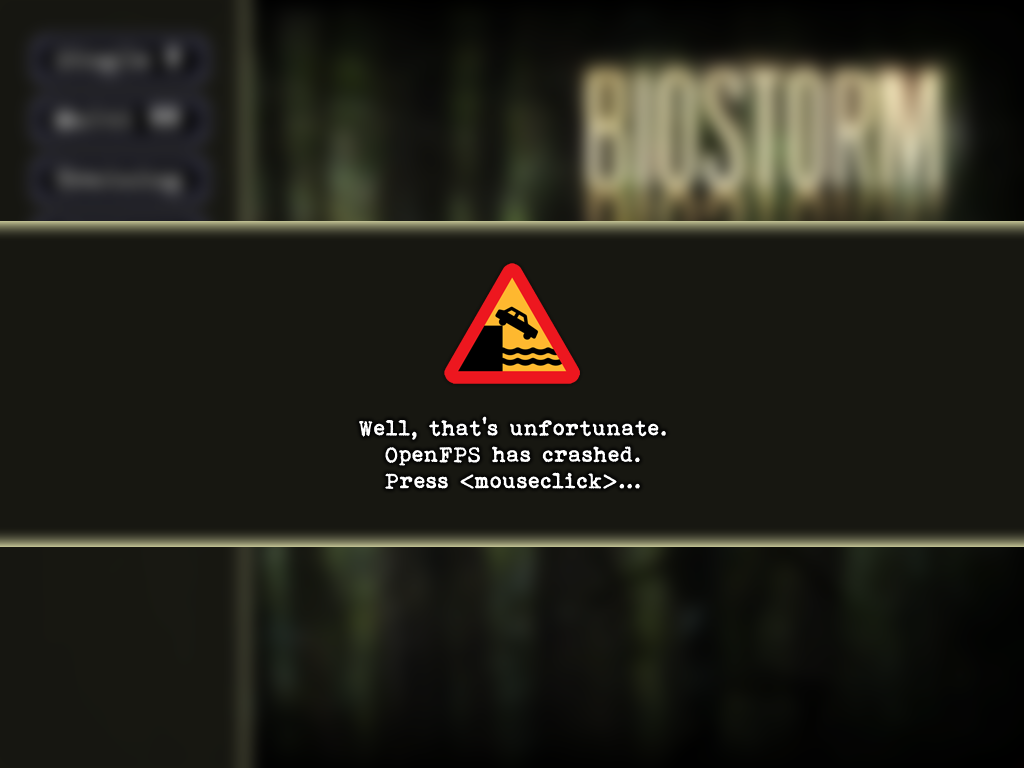 BIOSTORM
Well, that's unfortunate.
OpenFPS has crashed.
Press <mouseclick>...